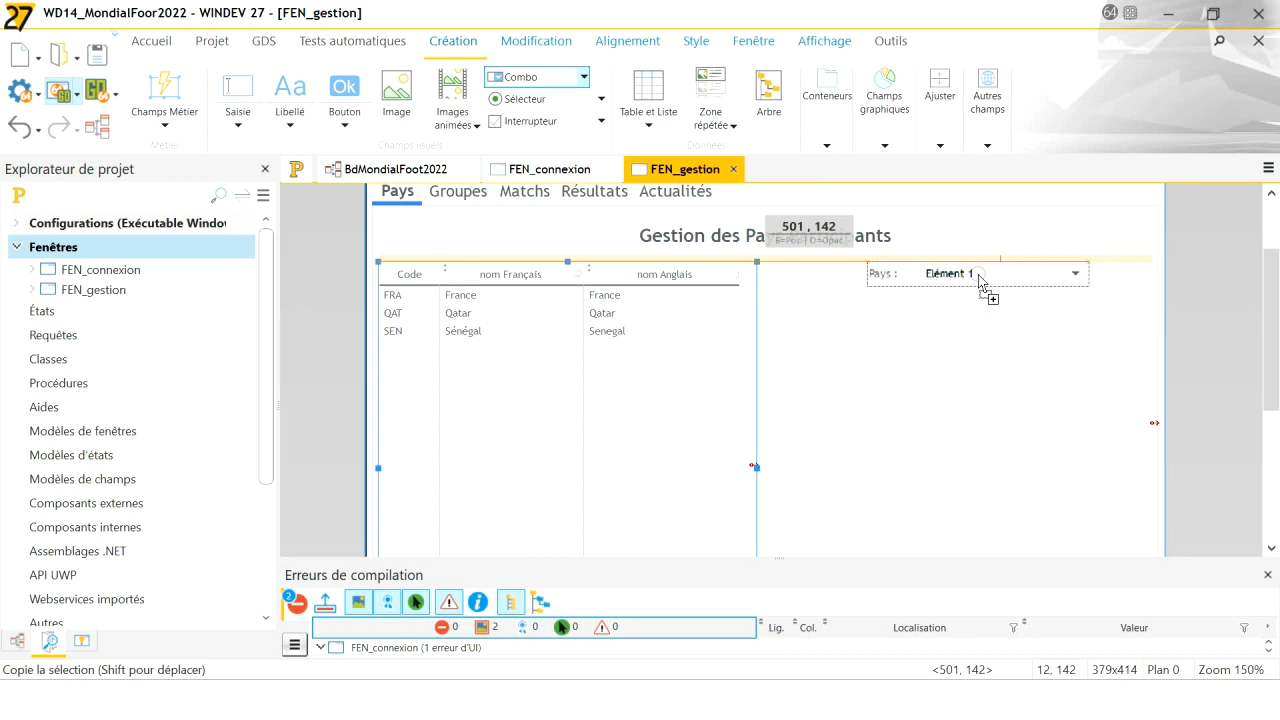 27 WD14_MondialFoor2022 - WINDEV 27 - [FEN_gestion] 64
Accueil Projet GDS Tests automatiques Création Modification Alignement Style Fenêtre Affichage Outils
GO
Champs Métier
Saisie
Aa
Libellé
Ok
Bouton
Image
Images
animées
Combo
Sélecteur
Interrupteur
Table et Liste
Zone
répétée
Arbre
Conteneurs
Champs
graphiques
Ajuster
Autres
champs
Métier Champs usuels Données
Explorateur de projet
BdMondialFoot2022 FEN_connexion FEN_gestion
Configurations (Exécutable Windov
Fenêtres
FEN_connexion
FEN_gestion
États
Requêtes
Classes
Procédures
Aides
Modèles de fenêtres
Modèles d'états
Modèles de champs
Composants externes
Composants internes
Assemblages .NET
API UWP
Webservices importés
Autres
Pays Groupes Matchs Résultats Actualités
501 , 142
Gestion des Pa ants
Code nom Français nom Anglais
FRA France France
QAT Qatar Qatar
SEN Sénégal Senegal
Pays : Elément 1
Erreurs de compilation
2
0 2 0 0 0 Lig. Col. Localisation Valeur
FEN_connexion (1 erreur d'UI)
Copie la sélection (Shift pour déplacer) <501, 142> 12, 142 379x414 Plan 0 Zoom 150%